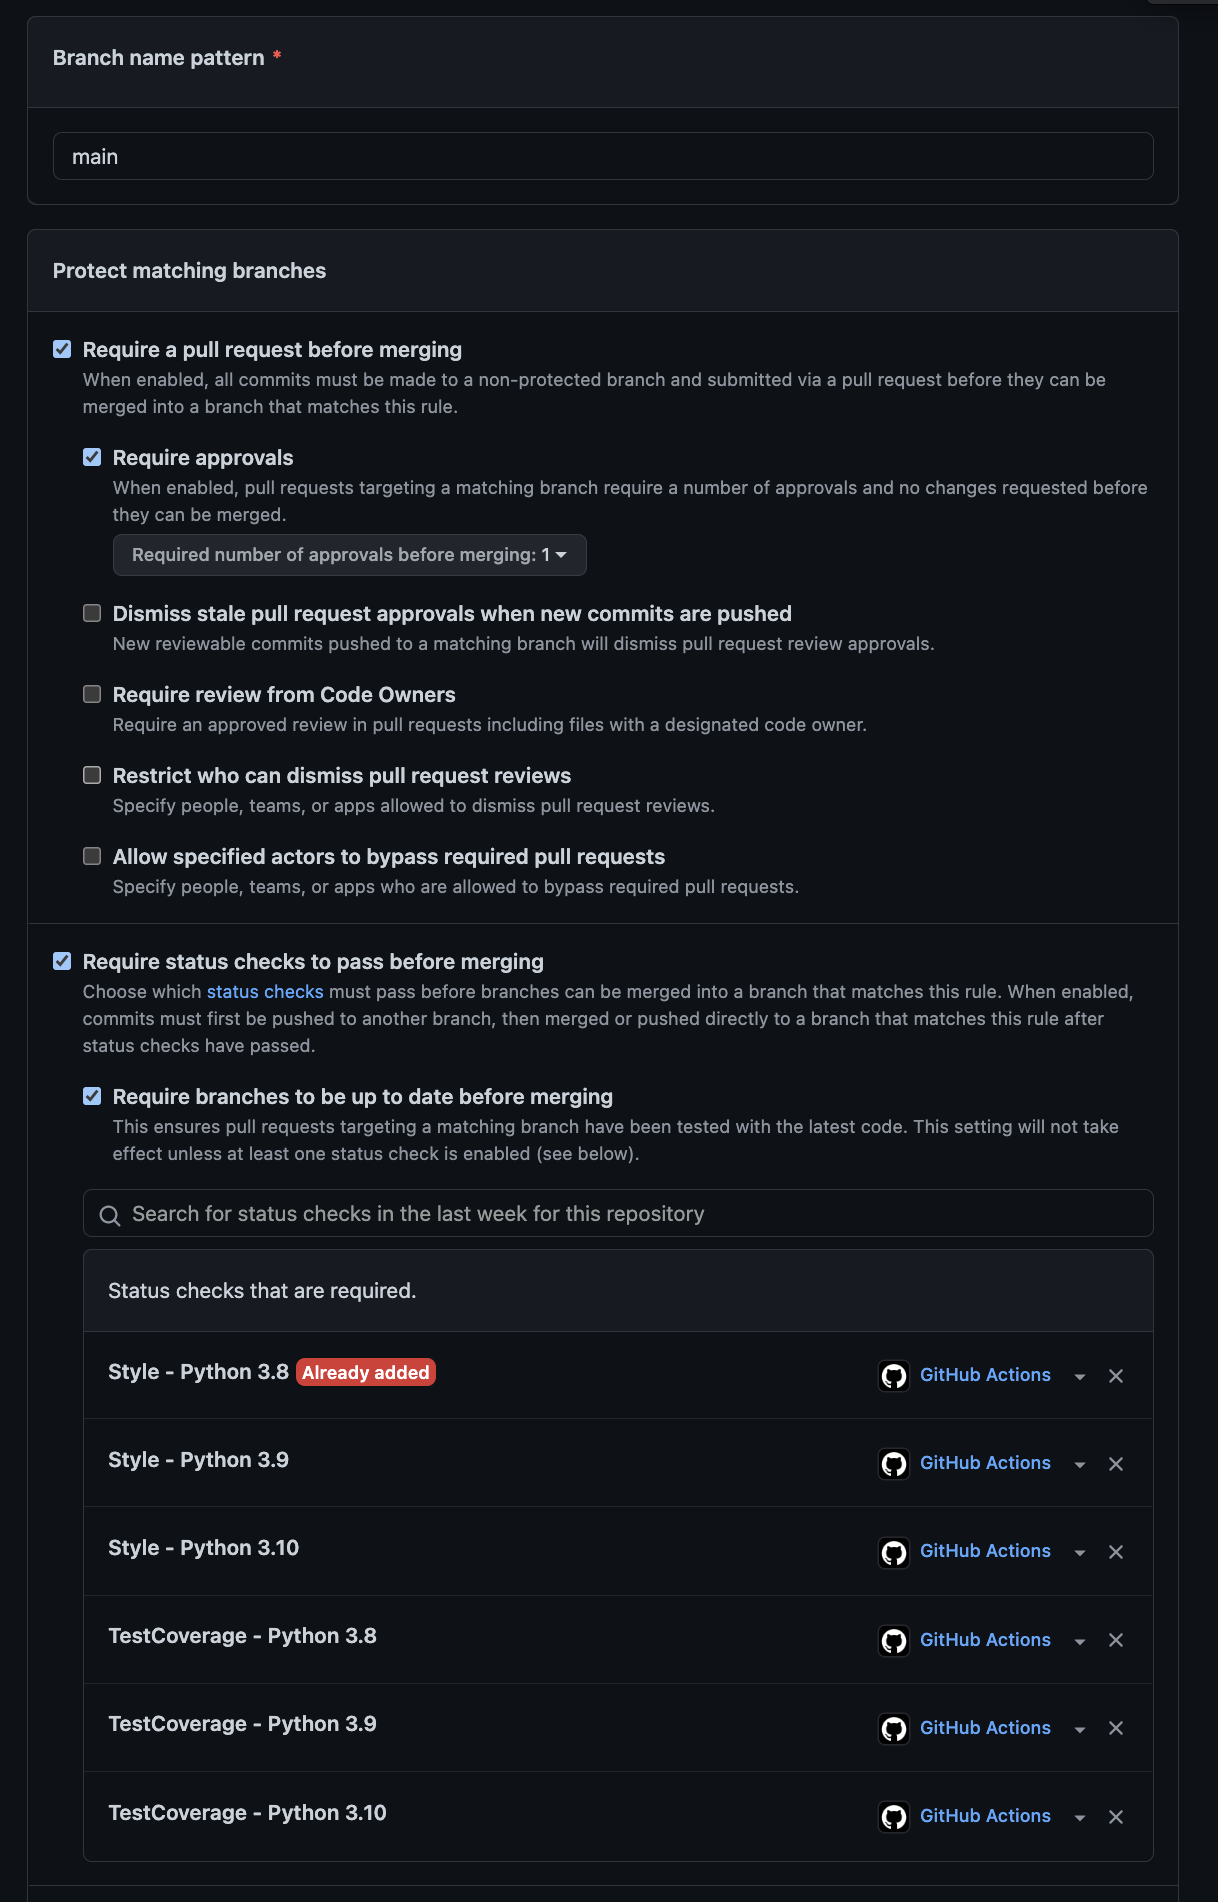 Branch name pattern *
main
Protect matching branches
Require a pull request before merging
When enabled, all commits must be made to a non-protected branch and submitted via a pull request before they can be
merged into a branch that matches this rule.
Require approvals
When enabled, pull requests targeting a matching branch require a number of approvals and no changes requested before
they can be merged.
Required number of approvals before merging: 1
Dismiss stale pull request approvals when new commits are pushed
New reviewable commits pushed to a matching branch will dismiss pull request review approvals.
Require review from Code Owners
Require an approved review in pull requests including files with a designated code owner.
Restrict who can dismiss pull request reviews
Specify people, teams, or apps allowed to dismiss pull request reviews.
Allow specified actors to bypass required pull requests
Specify people, teams, or apps who are allowed to bypass required pull requests.
Require status checks to pass before merging
Choose which status checks must pass before branches can be merged into a branch that matches this rule. When enabled,
commits must first be pushed to another branch, then merged or pushed directly to a branch that matches this rule after
status checks have passed.
Require branches to be up to date before merging
This ensures pull requests targeting a matching branch have been tested with the latest code. This setting will not take
effect unless at least one status check is enabled (see below).
Search for status checks in the last week for this repository
Status checks that are required.
Style - Python 3.8 Already added GitHub Actions
Style - Python 3.9 GitHub Actions
Style - Python 3.10 GitHub Actions
TestCoverage - Python 3.8 GitHub Actions
TestCoverage - Python 3.9 GitHub Actions
TestCoverage - Python 3.10 GitHub Actions